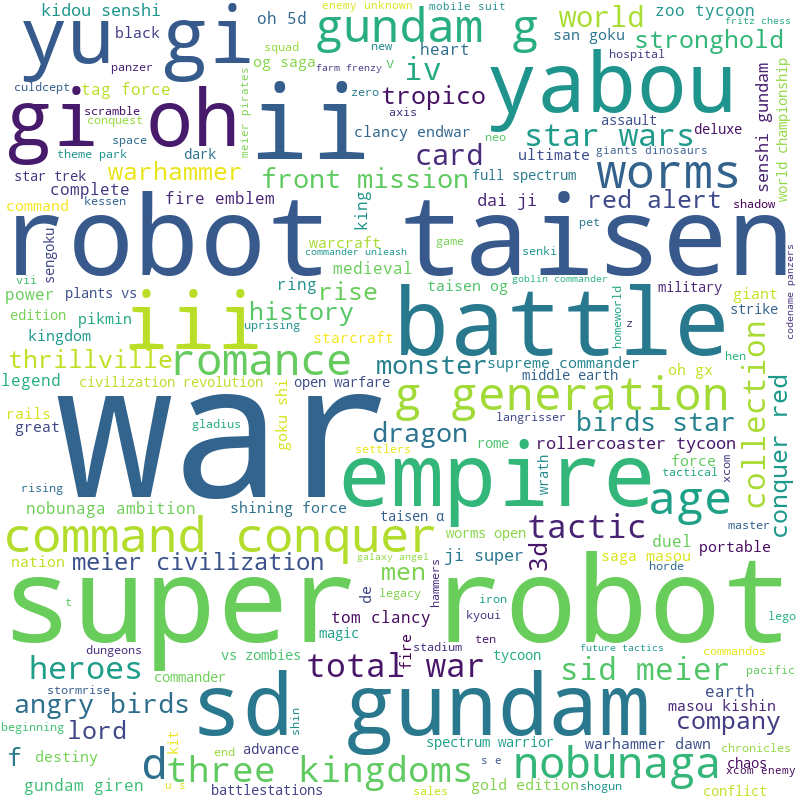 kidou senshi
oh 5d
enemy unknown
mobile suit
fritz chess
yu gi
black
gundam g
world
zoo tycoon
squad
new
heart
san goku
stronghold
panzer
og saga
v
iv
yabou
hospital
culdcept
tag force
farm frenzy
gi oh
ii
meier pirates
zero
tropico
assault
senshi gundam
world championship
scramble
conquest
axis
deluxe
space
clancy endwar
neo
star wars
theme park
dark
card
ultimate
giants dinosaurs
star trek
warhammer
front mission
full spectrum
worms
complete
kessen
fire emblem
king
dai ji
red alert
pet
shadow
command
robot taisen
sengoku
warcraft
game
senki
commander unleash
goblin commander
vii
medieval
power
plants vs
ring
taisen og
military
giant
codename panzers
edition
pikmin
iii
rise
battle
homeworld
z
strike
history
kingdom
uprising
starcraft
hen
thrillville
romance
monster
supreme commander
oh gx
collection
legend
civilization revolution
open warfare
middle earth
conquer red
rails
great
gladius
war
goku shi
g generation
langrisser
birds star
dragon
rome
rollercoaster tycoon
settlers
wrath
force
tactical
xcom
rising
empire
age
nobunaga ambition
shining force
taisen α
worms open
tactic
master
command conquer
galaxy angel
3d
duel
portable
nation
meier civilization
ji super
saga masou
horde
men
de
hammers
super robot
t
legacy
iron
lego
tom clancy
kyoui
magic
fire
ten
dungeons
stadium
future tactics
commandos
vs zombies
tycoon
heroes
total war
sid meier
pacific
commander
stormrise
angry birds
sd gundam
earth
masou kishin
beginning
lord
shin
company
kit
spectrum warrior
warhammer dawn
f
destiny
d
end
advance
s e
chronicles
three kingdoms
nobunaga
chaos
xcom enemy
gundam giren
u s
battlestations
sales
gold edition
shogun
conflict